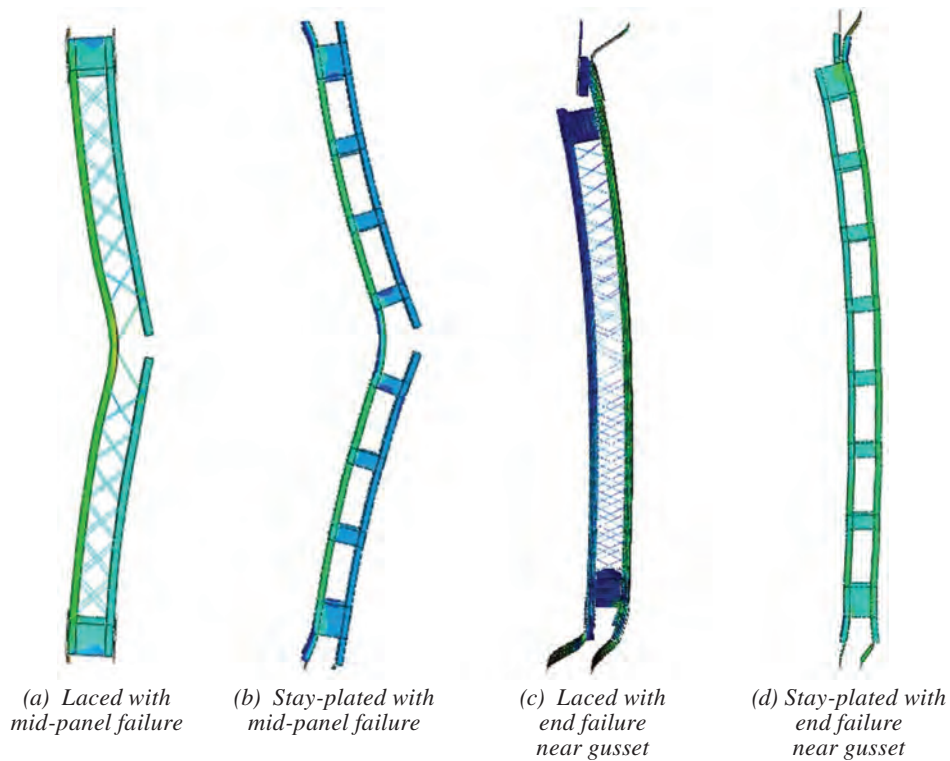 (a) Laced with
mid-panel failure
(b) Stay-plated with
mid-panel failure
(c) Laced with
end failure
near gusset
(d) Stay-plated with
end failure
near gusset